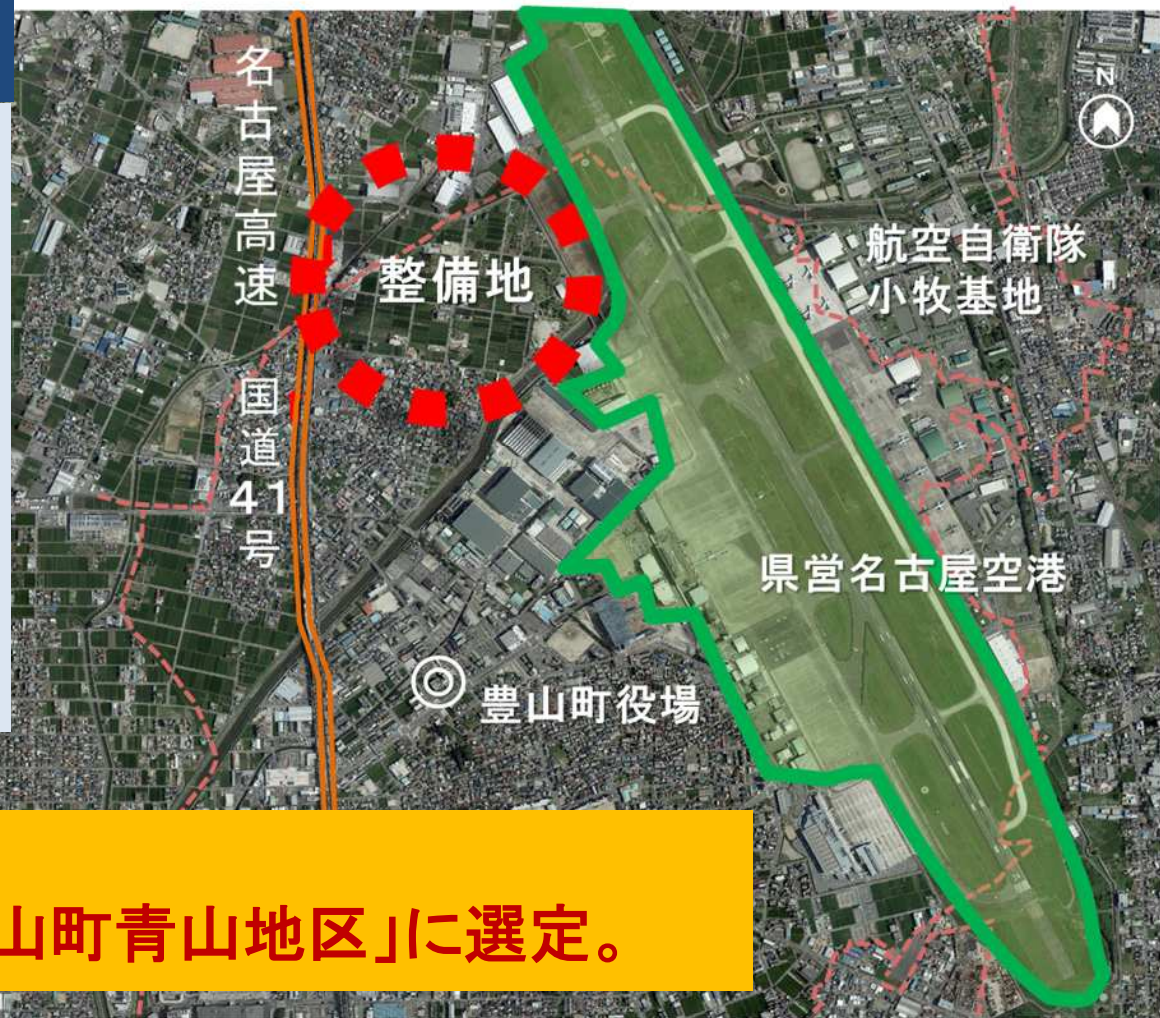 名古屋高速 国道41号
N
整備地
航空自衛隊
小牧基地
県営名古屋空港
豊山町役場
山町青山地区」に選定。